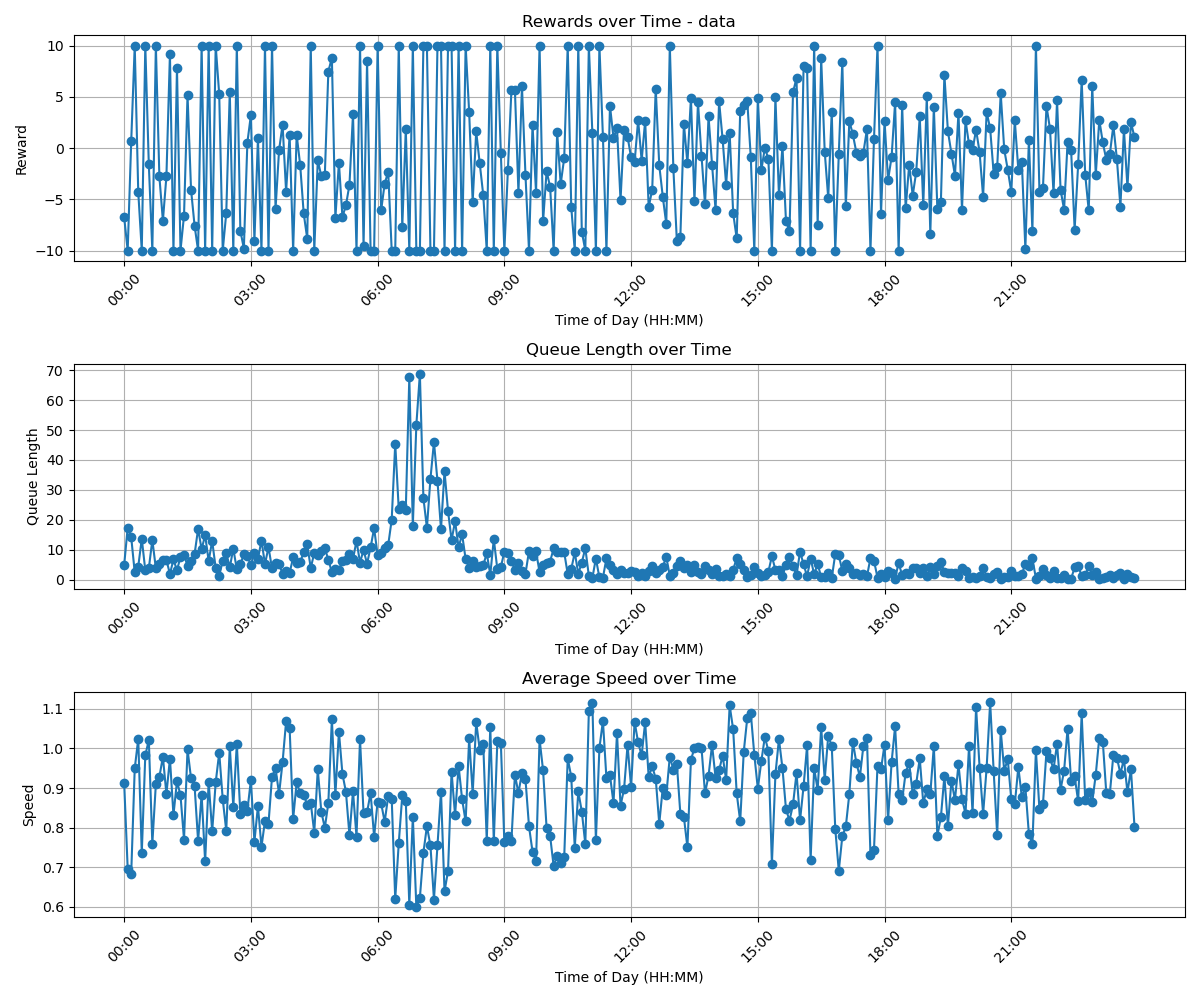 Rewards over Time - data
10
5
0
−5
−10
Reward
00:00 03:00 06:00 09:00 12:00 15:00 18:00 21:00
Time of Day (HH:MM)
Queue Length over Time
70
60
50
40
30
20
10
0
Queue Length
00:00 03:00 06:00 09:00 12:00 15:00 18:00 21:00
Time of Day (HH:MM)
Average Speed over Time
1.1
1.0
0.9
0.8
0.7
0.6
Speed
00:00 03:00 06:00 09:00 12:00 15:00 18:00 21:00
Time of Day (HH:MM)